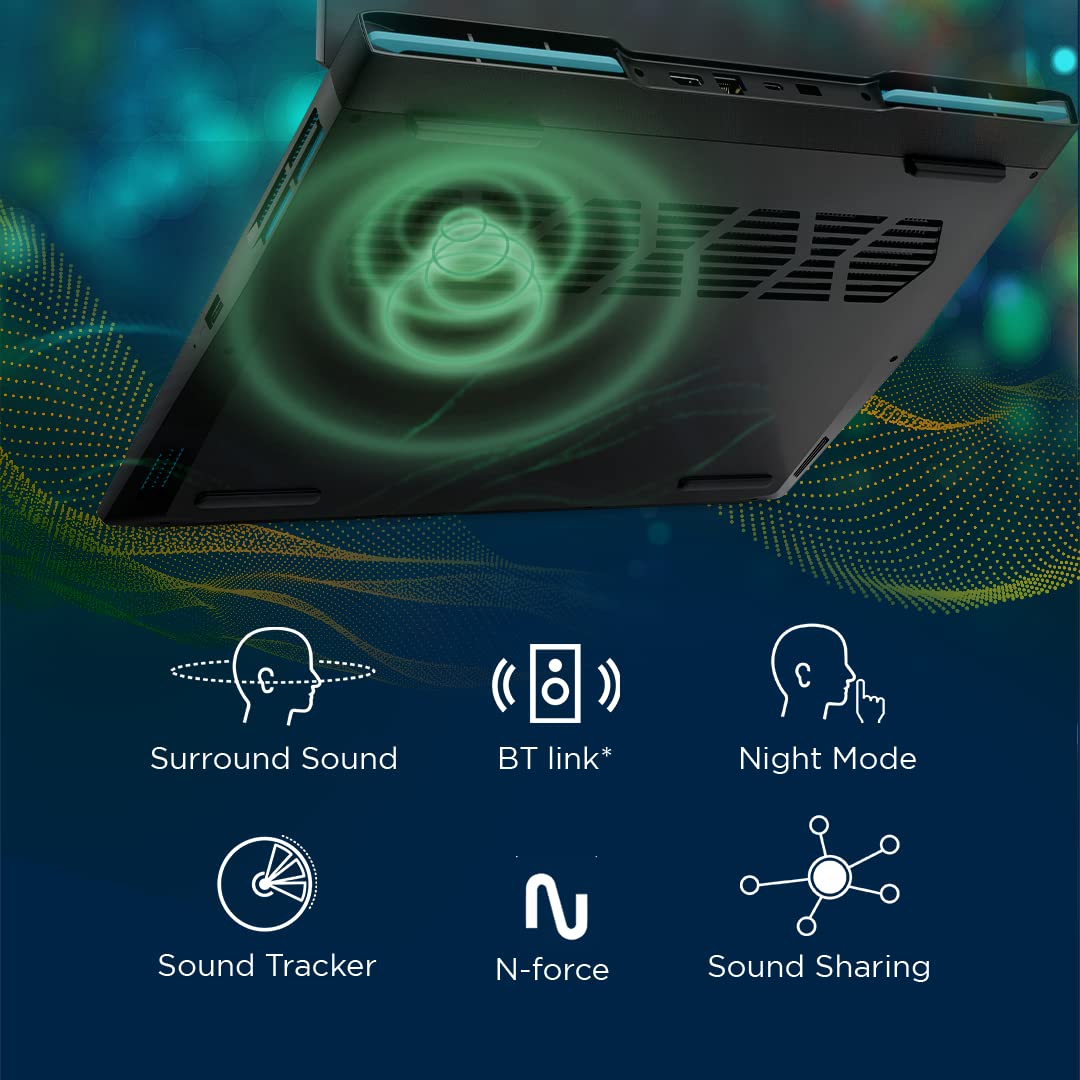 Surround Sound
BT link*
Night Mode
Sound Tracker
N-force
Sound Sharing